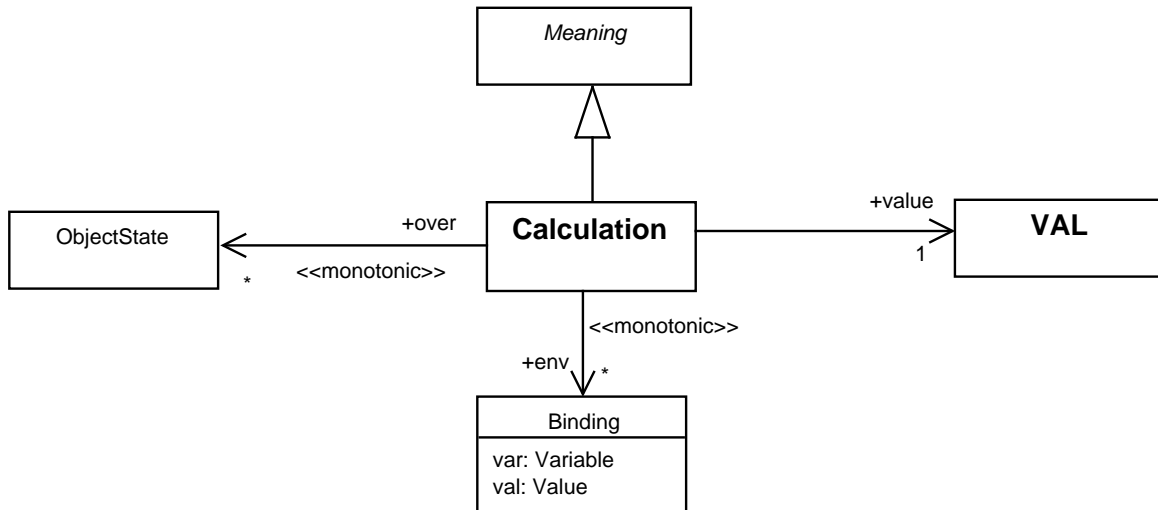 Meaning
+value
Calculation
VAL
+over
ObjectState
1
<<monotonic>>
*
<<monotonic>>
+env
*
Binding
var: Variable
val: Value